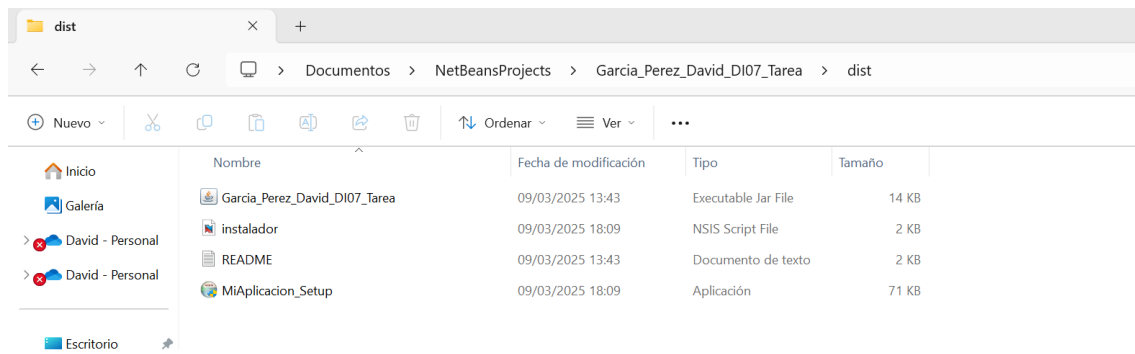 dist
Documentos > NetBeansProjects > Garcia_Perez_David_DI07_Tarea > dist
Nuevo Ordenar Ver
Inicio
Galería
David - Personal
David - Personal
Escritorio
Nombre Fecha de modificación Tipo Tamaño
Garcia_Perez_David_DI07_Tarea 09/03/2025 13:43 Executable Jar File 14 KB
instalador 09/03/2025 18:09 NSIS Script File 2 KB
README 09/03/2025 13:43 Documento de texto 2 KB
MiAplicacion_Setup 09/03/2025 18:09 Aplicación 71 KB